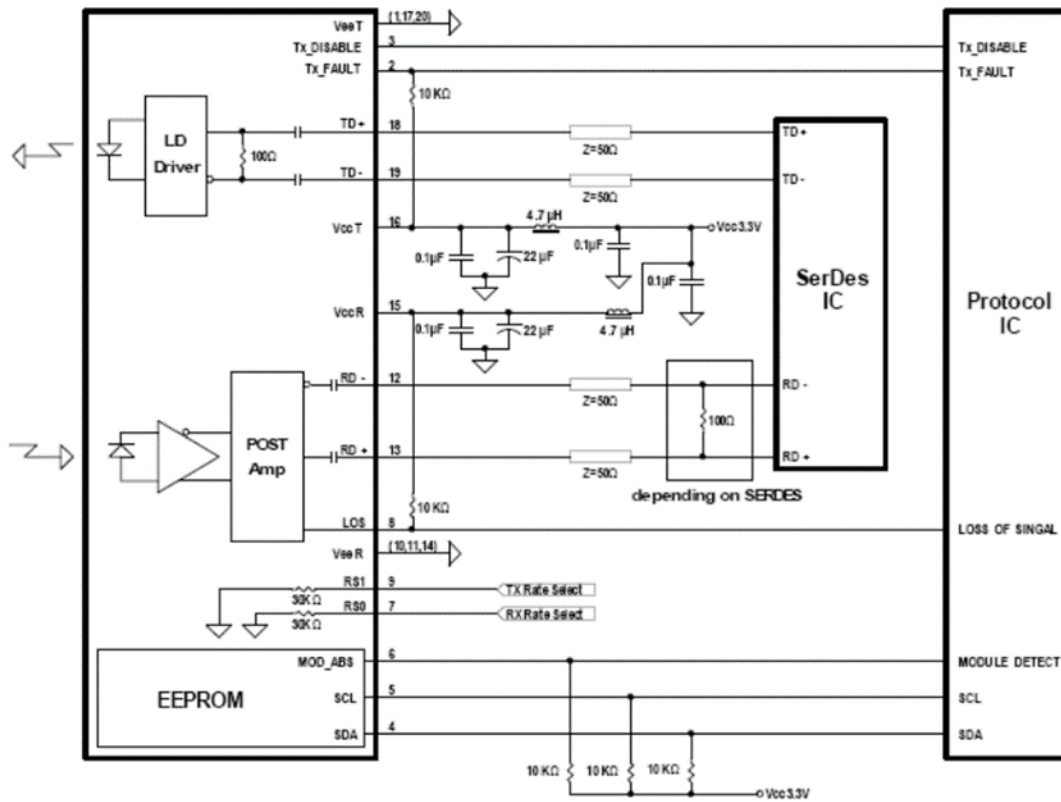 VeeT (1,17,20)
Tx_DISABLE 3 Tx_DISABLE
Tx_FAULT 2 Tx_FAULT
10 KΩ
LD
Driver
100Ω
TD+ 18 Z=50Ω TD+
TD- 19 Z=50Ω TD-
VccT 16 4.7 µH Vcc3.3V
0.1µF 22 µF 0.1µF 0.1µF
SerDes
IC
Protocol
IC
VccR 15
0.1µF 22 µF 4.7 µH
RD - 12 Z=50Ω RD -
POST
Amp
100Ω
RD + 13 Z=50Ω RD +
depending on SERDES
10 KΩ
LOS 8 LOSS OF SINGAL
VeeR (10,11,14)
RS1 9 TX Rate Select
30KΩ
RS0 7 RX Rate Select
30KΩ
MOD_ABS 6 MODULE DETECT
EEPROM
SCL 5 SCL
SDA 4 SDA
10 KΩ 10 KΩ 10 KΩ
Vcc3.3V